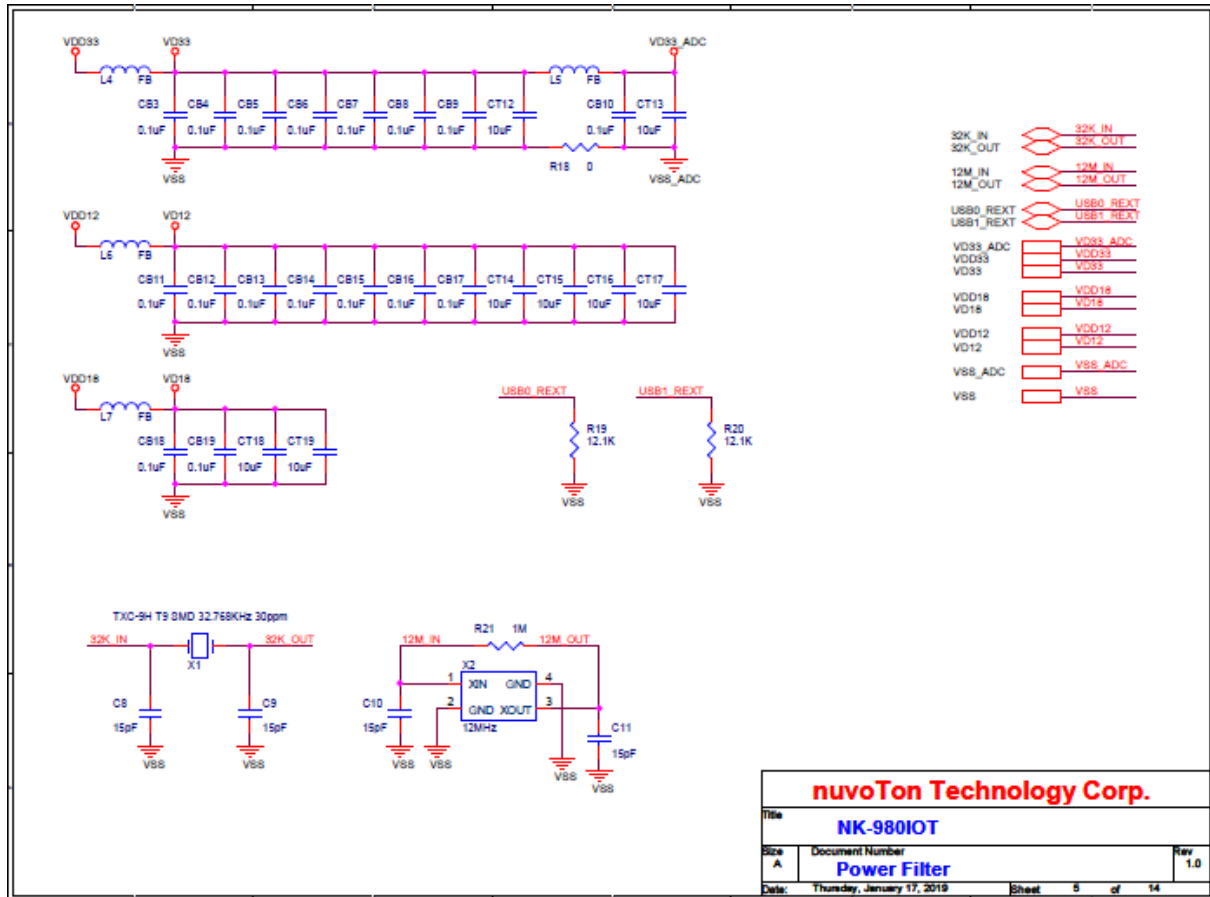 VDD33 VD33 VD33_ADC
L4 FB L5 FB
CB3 CB4 CB5 CB6 CB7 CB8 CB9 CT12 CB10 CT13
0.1uF 0.1uF 0.1uF 0.1uF 0.1uF 0.1uF 0.1uF 10uF 0.1uF 10uF
R18 0
VSS VSS_ADC
VDD12 VD12
L6 FB
CB11 CB12 CB13 CB14 CB15 CB16 CB17 CT14 CT15 CT16 CT17
0.1uF 0.1uF 0.1uF 0.1uF 0.1uF 0.1uF 0.1uF 10uF 10uF 10uF 10uF
VSS
VDD18 VD18
L7 FB
CB18 CB19 CT18 CT19
0.1uF 0.1uF 10uF 10uF
VSS
USB0_REXT USB1_REXT
R19 R20
12.1K 12.1K
VSS VSS
32K_IN 32K_IN
32K_OUT 32K_OUT
12M_IN 12M_IN
12M_OUT 12M_OUT
USB0_REXT USB0_REXT
USB1_REXT USB1_REXT
VD33_ADC VD33_ADC
VDD33 VDD33
VD33 VD33
VDD18 VDD18
VD18 VD18
VDD12 VDD12
VD12 VD12
VSS_ADC VSS_ADC
VSS VSS
TXC-9H T9 SMD 32.768KHz 30ppm
32K_IN 32K_OUT
X1
C8 C9
15pF 15pF
VSS VSS
R21 1M
12M_IN 12M_OUT
X2
1 XIN GND 4
2 GND XOUT 3
12MHz
C10 C11
15pF 15pF
VSS VSS VSS VSS
nuvoTon Technology Corp.
Title
NK-980IOT
Size Document Number Rev
A Power Filter 1.0
Date: Thursday, January 17, 2019 Sheet 5 of 14